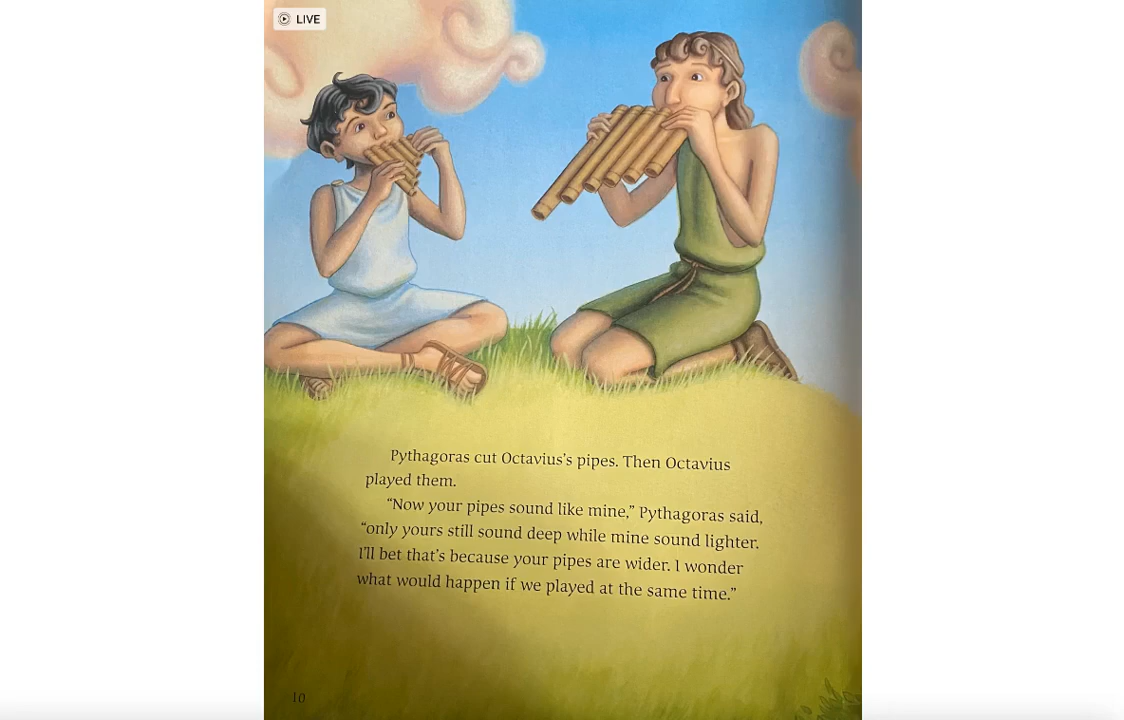 LIVE
Pythagoras cut Octavius's pipes. Then Octavius
played them.
“Now your pipes sound like mine,” Pythagoras said,
“only yours still sound deep while mine sound lighter.
I'll bet that's because your pipes are wider. I wonder
what would happen if we played at the same time.”
10